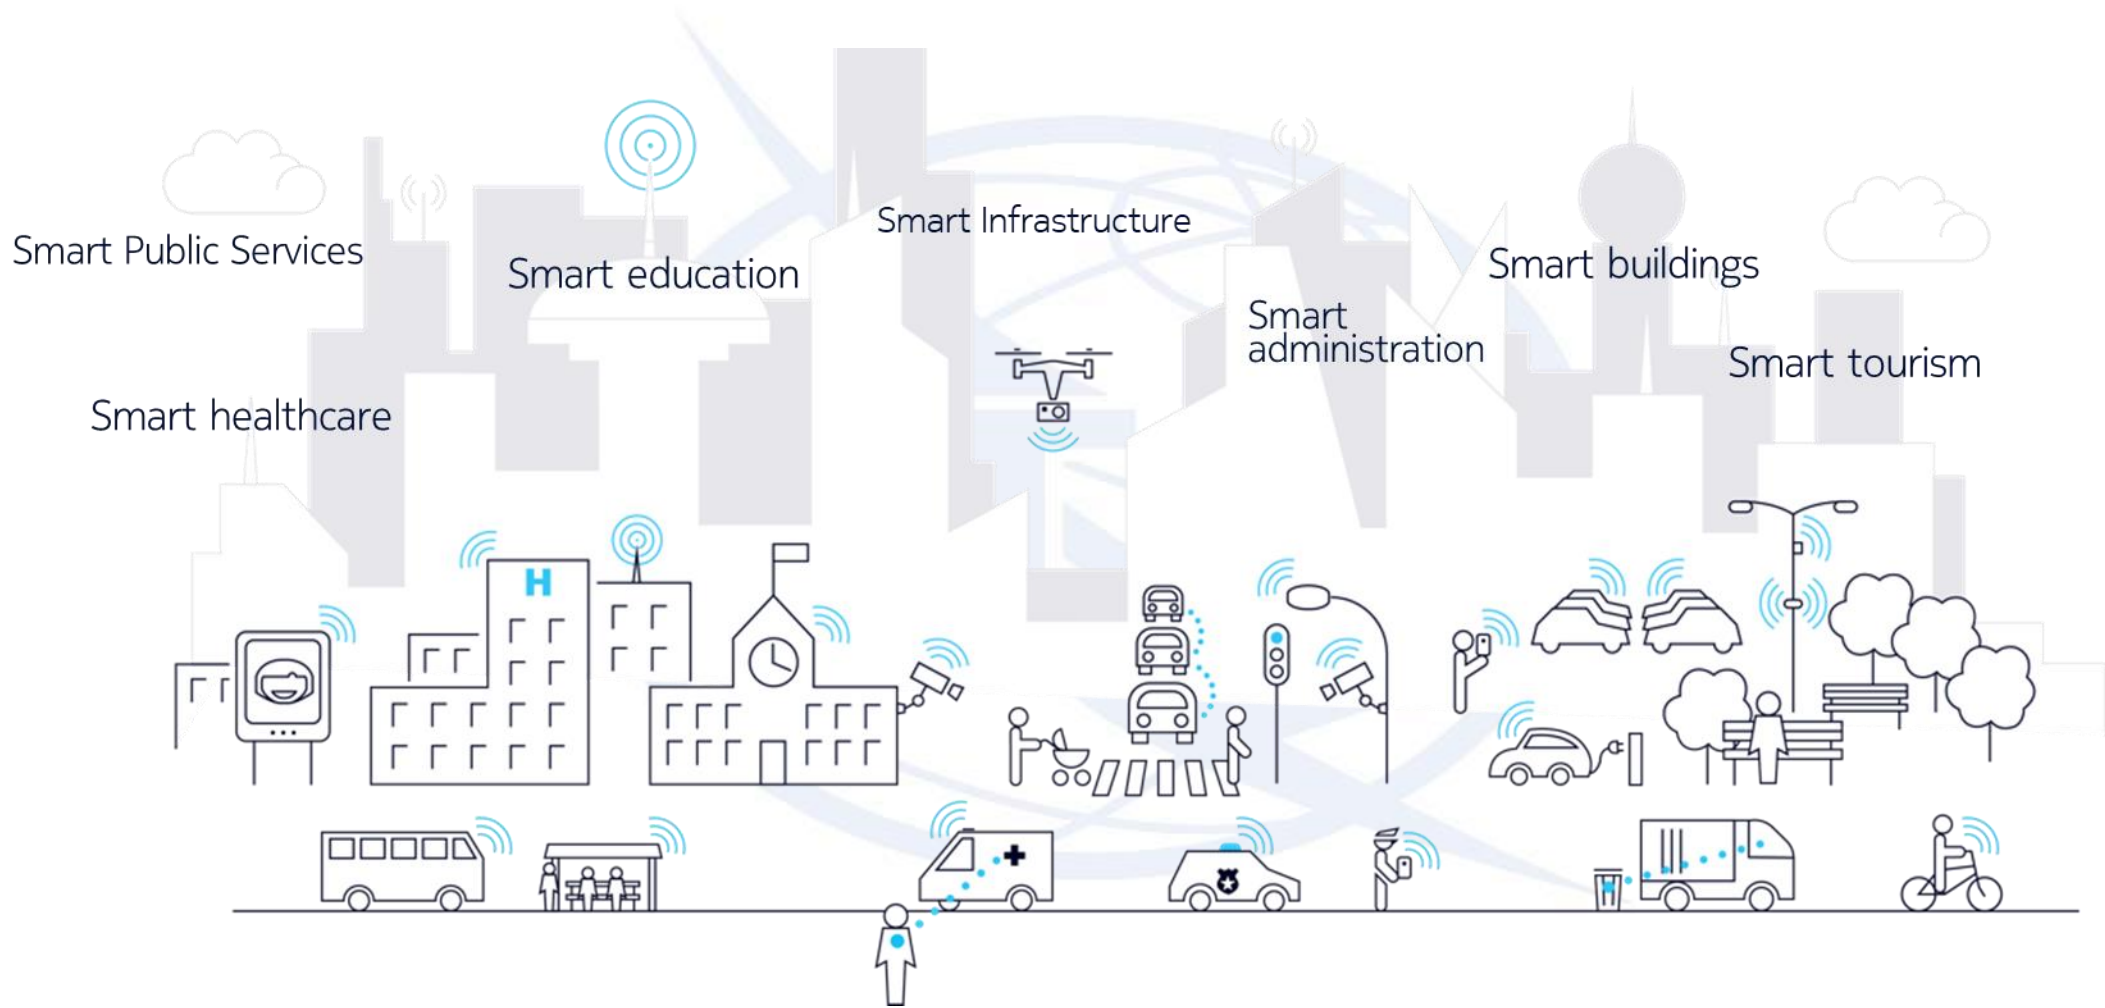 Smart Public Services
Smart education
Smart Infrastructure
Smart
administration
Smart buildings
Smart tourism
Smart healthcare
H